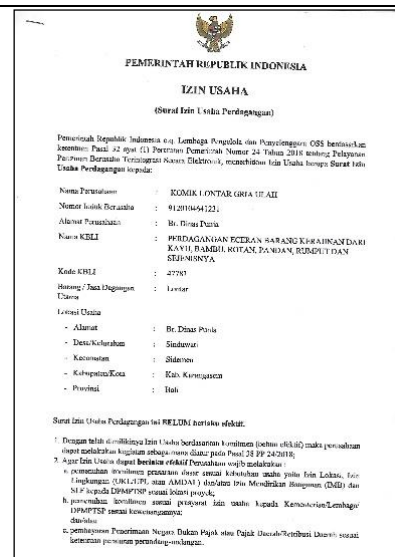 PEMERINTAH REPUBLIK INDONESIA
IZIN USAHA
(Surat Izin Usaha Perdagangan)
Pemerintah Republik Indonesia c.q. Lembaga Pengelola dan Penyelenggara OSS berdasarkan
ketentuan Pasal 32 ayat (1) Peraturan Pemerintah Nomor 24 Tahun 2018 tentang Pelayanan
Perizinan Berusaha Terintegrasi Secara Elektronik, menerbitkan Izin Usaha berupa Surat Izin
Usaha Perdagangan kepada:
Nama Perusahaan : KOMIK LONTAR GRIA
Nomor Induk Berusaha :
Alamat Perusahaan : Br. Dinas Punia
Nama KBLI : PERDAGANGAN ECERAN BARANG KERAJINAN DARI
KAYU, BAMBU, ROTAN, PANDAN, RUMPUT DAN
SEJENISNYA
Kode KBLI : 47781
Barang / Jasa Dagangan : Lontar
Utama
Lokasi Usaha
- Alamat : Br. Dinas Punia
- Desa/Kelurahan : Sinduwati
- Kecamatan : Sidemen
- Kabupaten/Kota : Kab. Karangasem
- Provinsi : Bali
Surat Izin Usaha Perdagangan ini BELUM berlaku efektif.
1. Dengan telah dimilikinya Izin Usaha berdasarkan komitmen (belum efektif) maka perusahaan
dapat melakukan kegiatan sebagaimana diatur pada Pasal 38 PP 24/2018;
2. Agar Izin Usaha dapat berlaku efektif Perusahaan wajib melakukan :
a. pemenuhan komitmen prasarana dasar sesuai kebutuhan usaha yaitu Izin Lokasi, Izin
Lingkungan (UKL/UPL atau AMDAL) dan/atau Izin Mendirikan Bangunan (IMB) dan
SLF kepada DPMPTSP sesuai lokasi proyek;
b. pemenuhan komitmen sesuai prasyarat izin usaha kepada Kementerian/Lembaga/
DPMPTSP sesuai kewenangannya;
dan/atau
c. pembayaran Penerimaan Negara Bukan Pajak atau Pajak Daerah/Retribusi Daerah sesuai
ketentuan peraturan perundang-undangan.